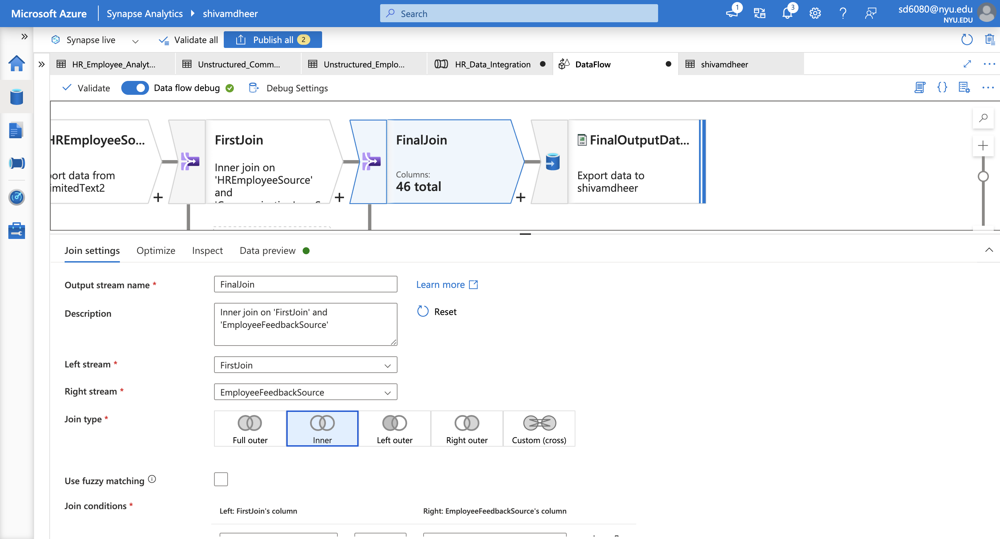 Microsoft Azure
Synapse Analytics
shivamdheer
Search
1
3
sd6080@nyu.edu
NYU.EDU
Synapse live
Validate all
Publish all
2
HR_Employee_Analyt...
Unstructured_Comm...
Unstructured_Emplo...
HR_Data_Integration
DataFlow
shivamdheer
Validate
Data flow debug
Debug Settings
HREmployeeSo...
ort data from
imitedText2
FirstJoin
Inner join on
'HREmployeeSource'
and
FinalJoin
Columns:
46 total
CSV
FinalOutputDat...
Export data to
shivamdheer
Join settings
Optimize
Inspect
Data preview
Output stream name *
FinalJoin
Learn more
Description
Inner join on 'FirstJoin' and
'EmployeeFeedbackSource'
Reset
Left stream *
FirstJoin
Right stream *
EmployeeFeedbackSource
Join type *
Full outer
Inner
Left outer
Right outer
Custom (cross)
Use fuzzy matching
Join conditions *
Left: FirstJoin's column
Right: EmployeeFeedbackSource's column